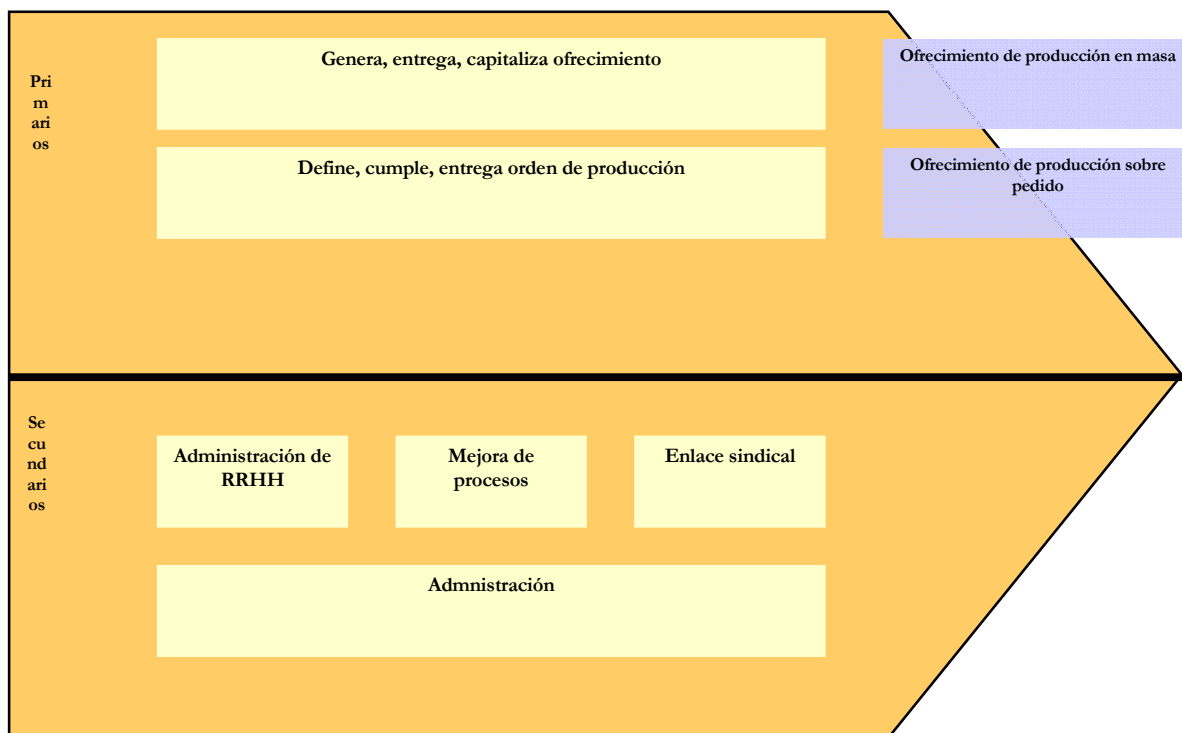 Pri
m
ari
os
Genera, entrega, capitaliza ofrecimiento
Ofrecimiento de producción en masa
Define, cumple, entrega orden de producción
Ofrecimiento de producción sobre
pedido
Se
cu
nd
ari
os
Administración de
RRHH
Mejora de
procesos
Enlace sindical
Admnistración